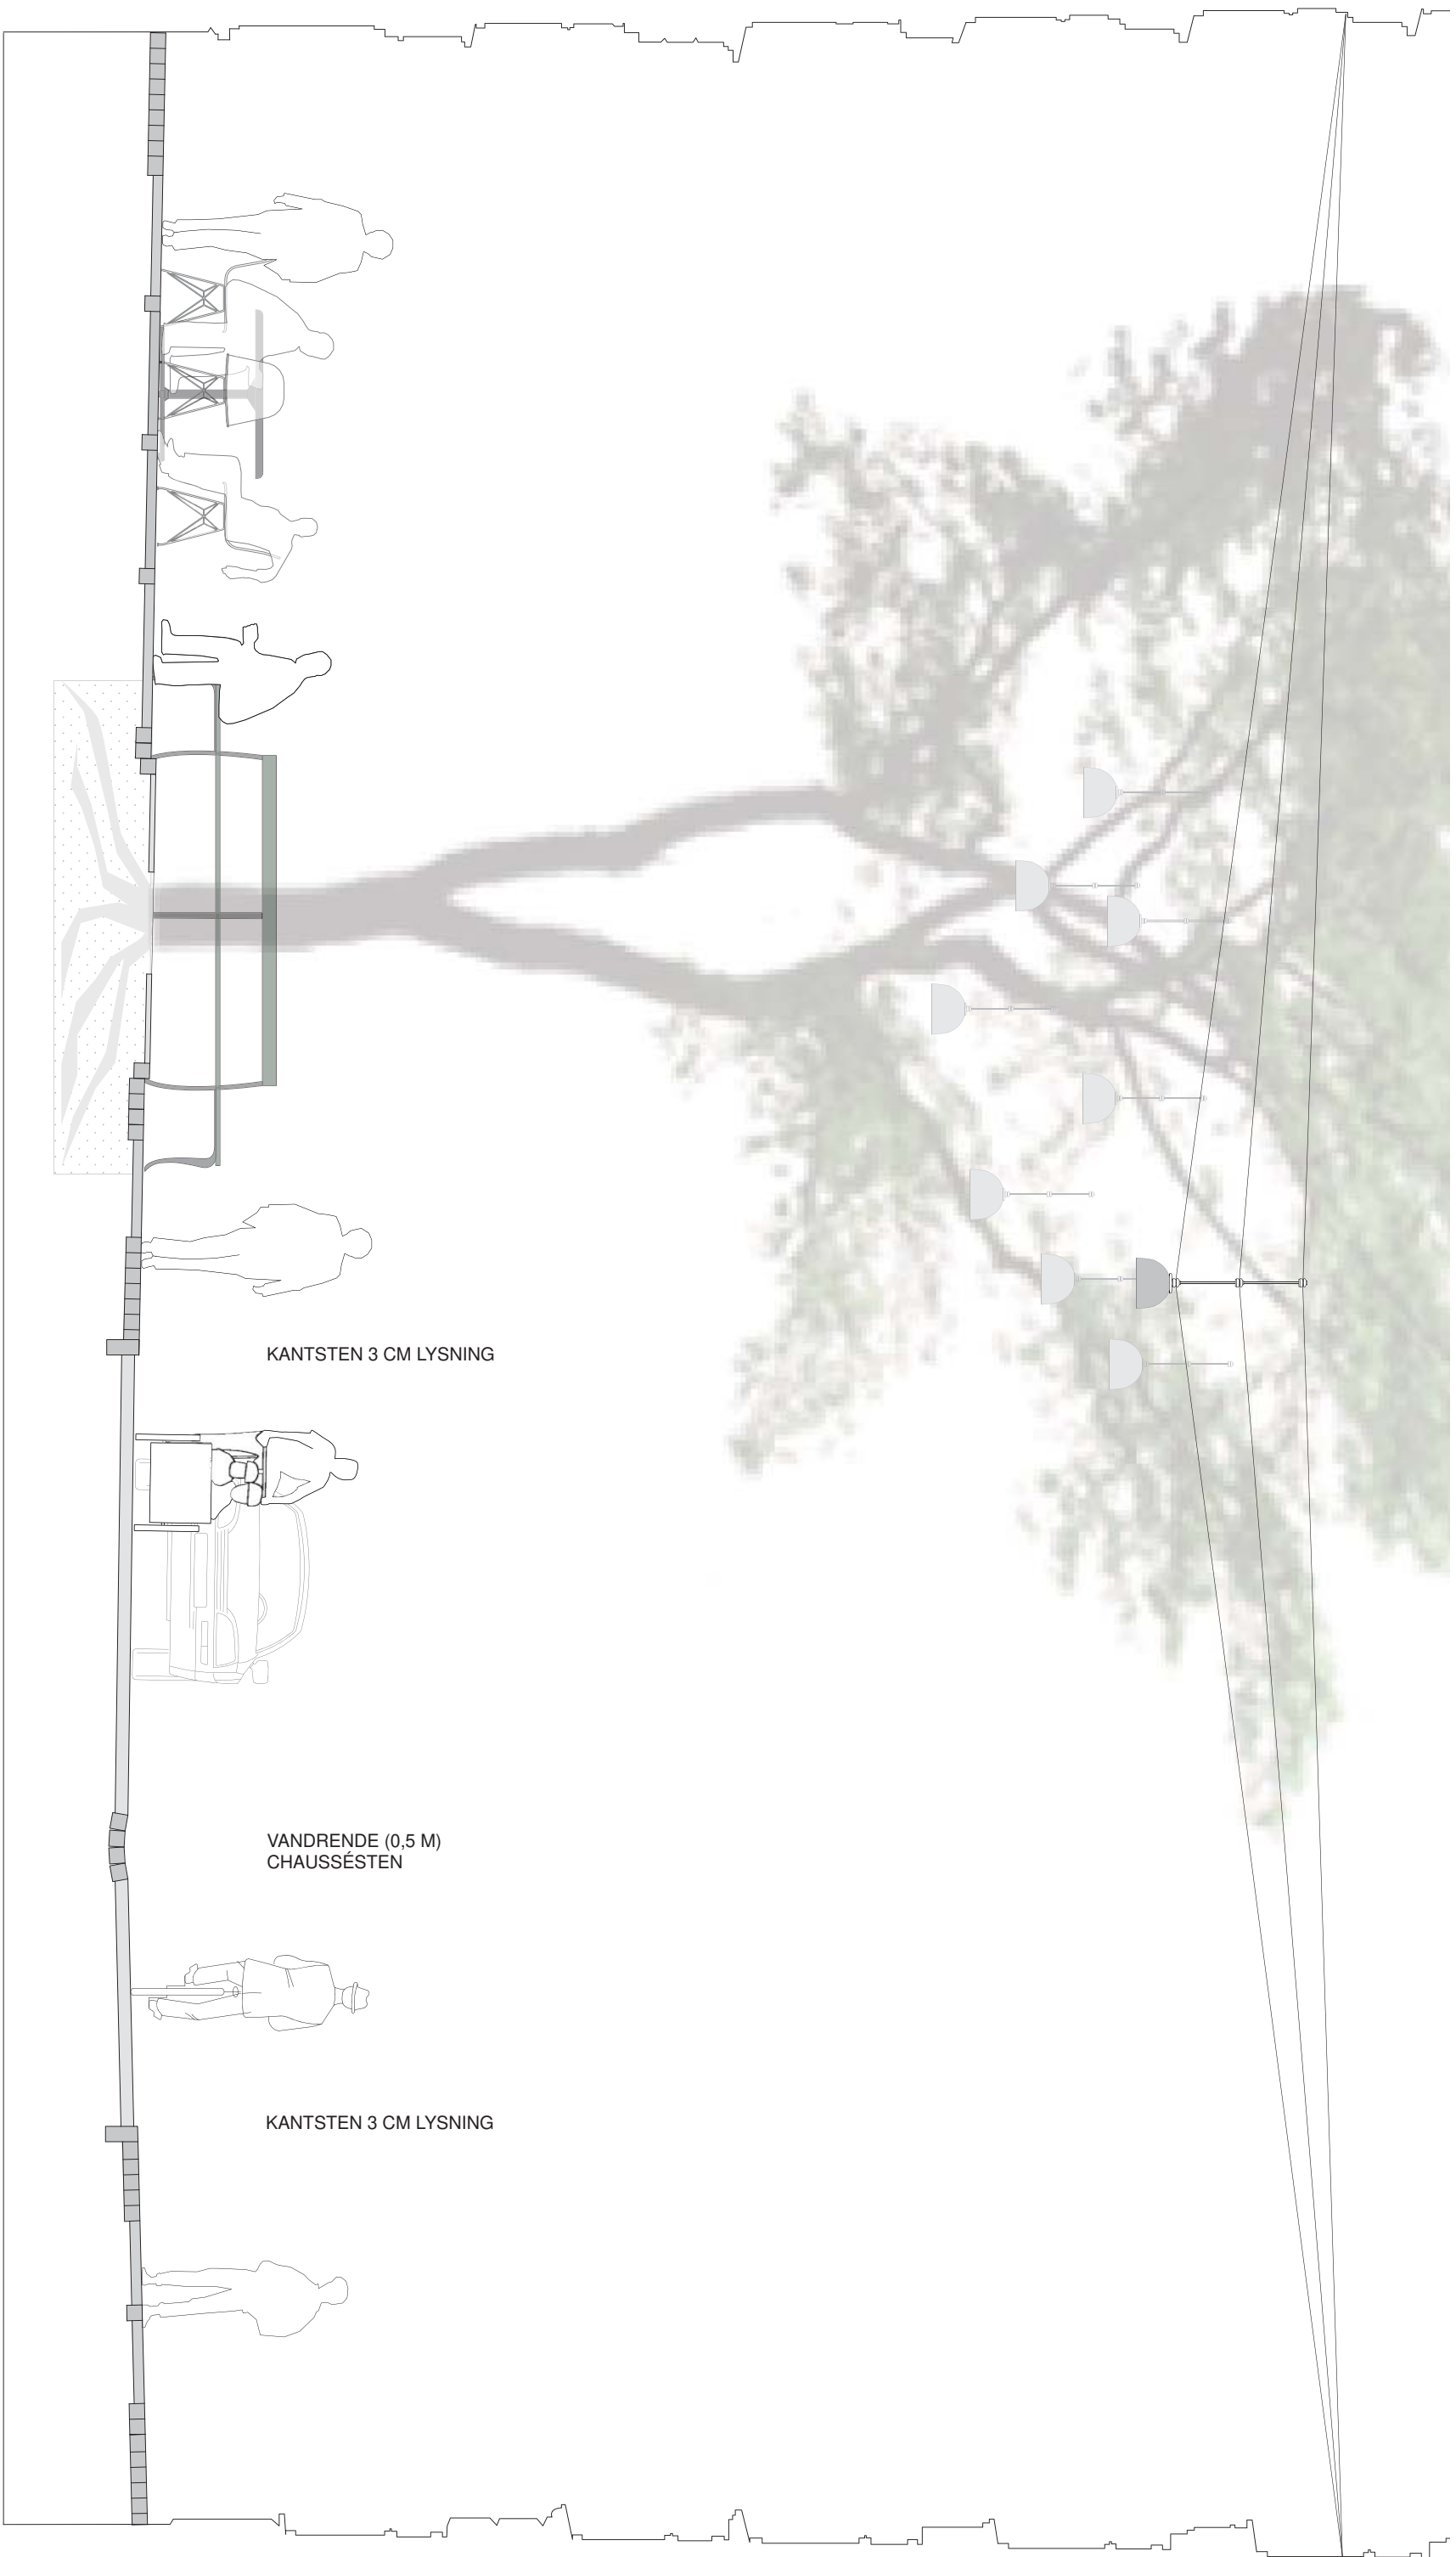 KANTSTEN 3 CM LYSNING
VANDRENDE (0,5 M)
CHAUSSÉSTEN
KANTSTEN 3 CM LYSNING